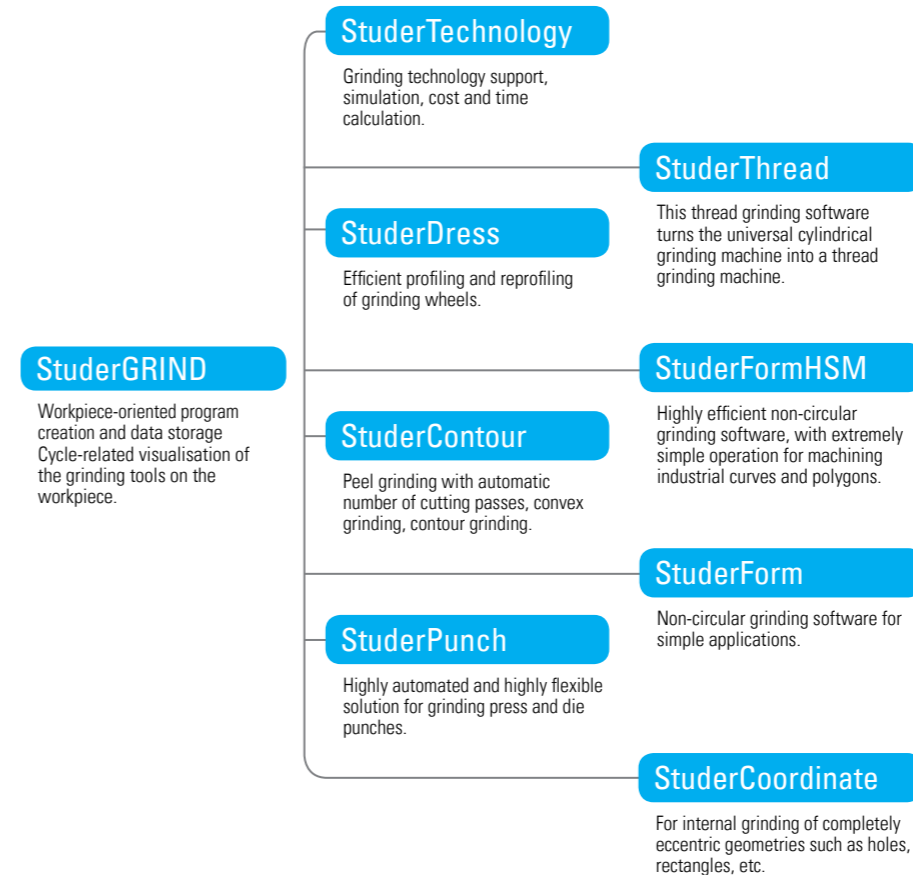 StuderTechnology
Grinding technology support,
simulation, cost and time
calculation.
StuderThread
This thread grinding software
turns the universal cylindrical
grinding machine into a thread
grinding machine.
StuderDress
Efficient profiling and reprofiling
of grinding wheels.
StuderGRIND
Workpiece-oriented program
creation and data storage
Cycle-related visualisation of
the grinding tools on the
workpiece.
StuderFormHSM
Highly efficient non-circular
grinding software, with extremely
simple operation for machining
industrial curves and polygons.
StuderContour
Peel grinding with automatic
number of cutting passes, convex
grinding, contour grinding.
StuderForm
Non-circular grinding software for
simple applications.
StuderPunch
Highly automated and highly flexible
solution for grinding press and die
punches.
StuderCoordinate
For internal grinding of completely
eccentric geometries such as holes,
rectangles, etc.